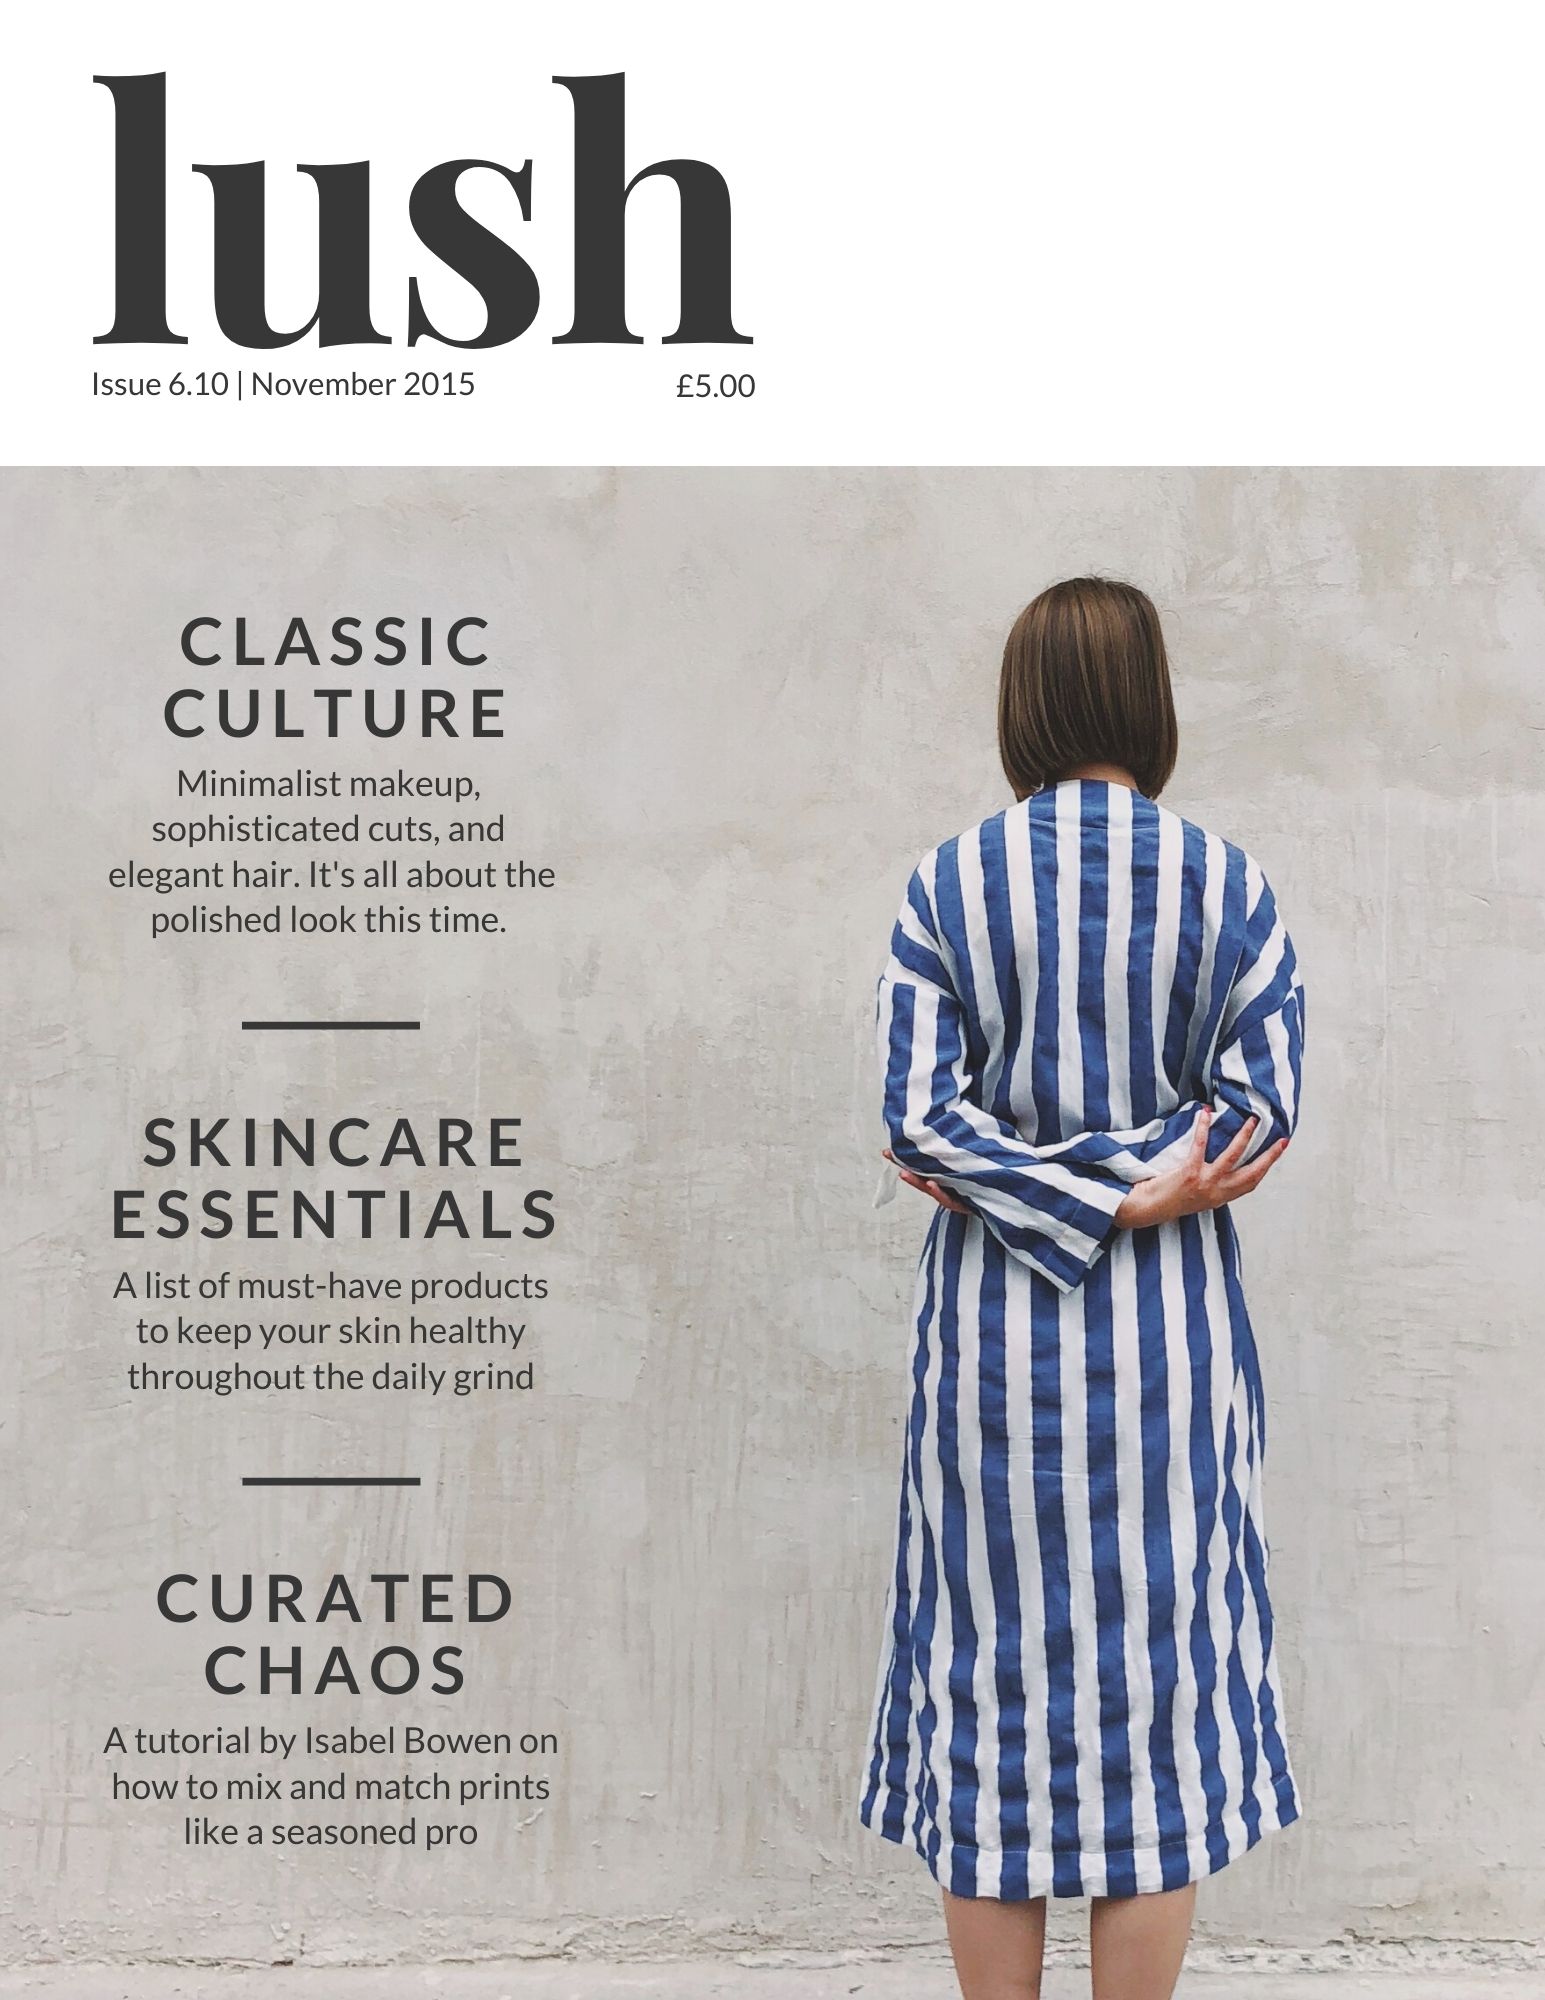 lush
Issue 6.10 | November 2015 £5.00
CLASSIC
CULTURE
Minimalist makeup,
sophisticated cuts, and
elegant hair. It's all about the
polished look this time.
SKINCARE
ESSENTIALS
A list of must-have products
to keep your skin healthy
throughout the daily grind
CURATED
CHAOS
A tutorial by Isabel Bowen on
how to mix and match prints
like a seasoned pro